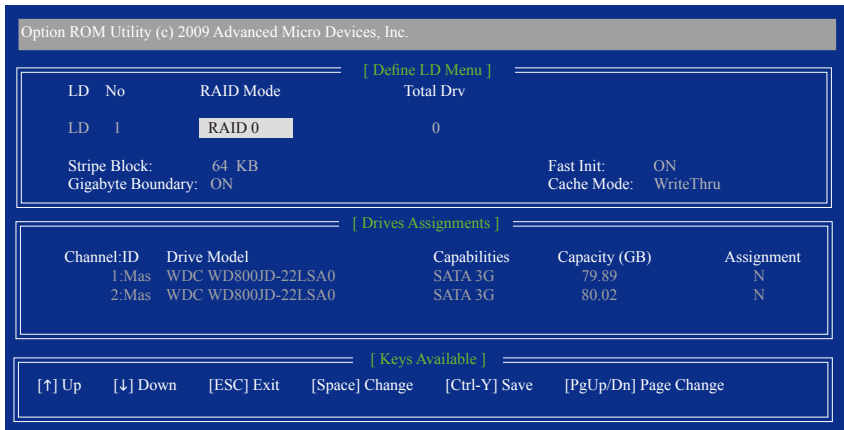 Option ROM Utility (c) 2009 Advanced Micro Devices, Inc.
[ Define LD Menu ]
LD No RAID Mode Total Drv
LD 1 RAID 0 0
Stripe Block: 64 KB Fast Init: ON
Gigabyte Boundary: ON Cache Mode: WriteThru
[ Drives Assignments ]
Channel:ID Drive Model Capabilities Capacity (GB) Assignment
1:Mas WDC WD800JD-22LSA0 SATA 3G 79.89 N
2:Mas WDC WD800JD-22LSA0 SATA 3G 80.02 N
[ Keys Available ]
[↑] Up [↓] Down [ESC] Exit [Space] Change [Ctrl-Y] Save [PgUp/Dn] Page Change